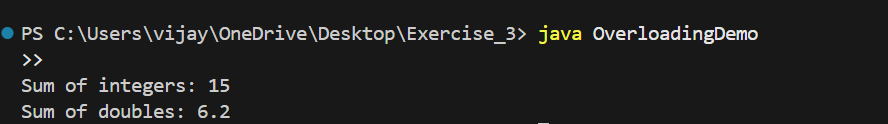 PS C:\Users\vijay\OneDrive\Desktop\Exercise_3> java OverloadingDemo
>>
Sum of integers: 15
Sum of doubles: 6.2